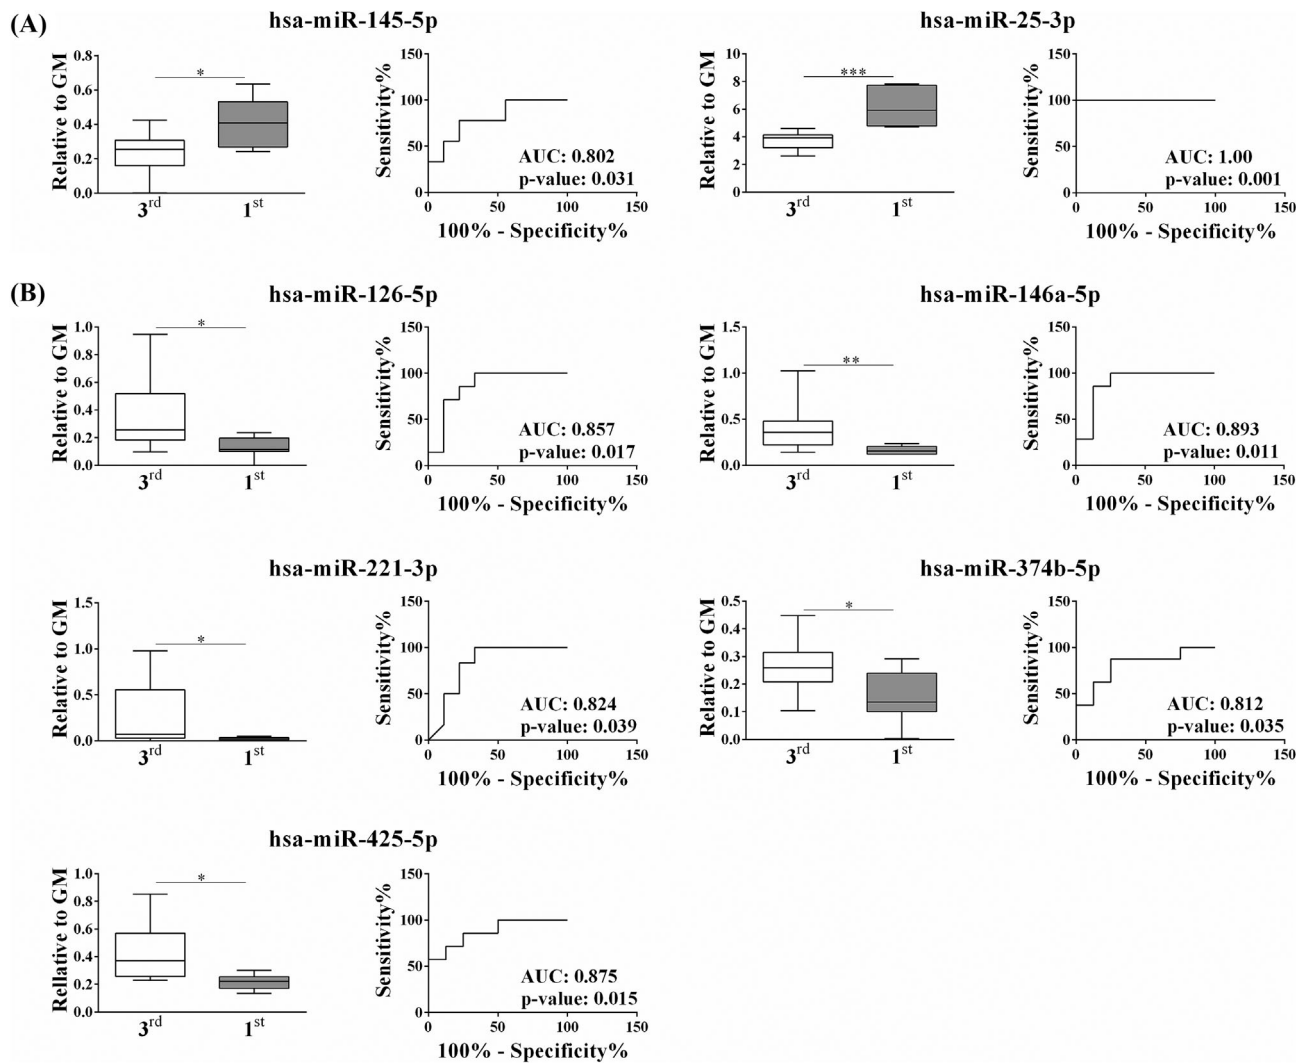 (A)
hsa-miR-145-5p
Relative to GM
0.8
0.6
0.4
0.2
0.0
*
3rd
1st
Sensitivity%
150
100
50
0
0 50 100 150
AUC: 0.802
p-value: 0.031
100% - Specificity%
hsa-miR-25-3p
Relative to GM
10
8
6
4
2
0
***
3rd
1st
Sensitivity%
150
100
50
0
0 50 100 150
AUC: 1.00
p-value: 0.001
100% - Specificity%
(B)
hsa-miR-126-5p
Relative to GM
1.0
0.8
0.6
0.4
0.2
0.0
*
3rd
1st
Sensitivity%
150
100
50
0
0 50 100 150
AUC: 0.857
p-value: 0.017
100% - Specificity%
hsa-miR-146a-5p
Relative to GM
1.5
1.0
0.5
0.0
**
3rd
1st
Sensitivity%
150
100
50
0
0 50 100 150
AUC: 0.893
p-value: 0.011
100% - Specificity%
hsa-miR-221-3p
Relative to GM
1.5
1.0
0.5
0.0
*
3rd
1st
Sensitivity%
150
100
50
0
0 50 100 150
AUC: 0.824
p-value: 0.039
100% - Specificity%
hsa-miR-374b-5p
Relative to GM
0.5
0.4
0.3
0.2
0.1
0.0
*
3rd
1st
Sensitivity%
150
100
50
0
0 50 100 150
AUC: 0.812
p-value: 0.035
100% - Specificity%
hsa-miR-425-5p
Rellative to GM
1.0
0.8
0.6
0.4
0.2
0.0
*
3rd
1st
Sensitivity%
150
100
50
0
0 50 100 150
AUC: 0.875
p-value: 0.015
100% - Specificity%